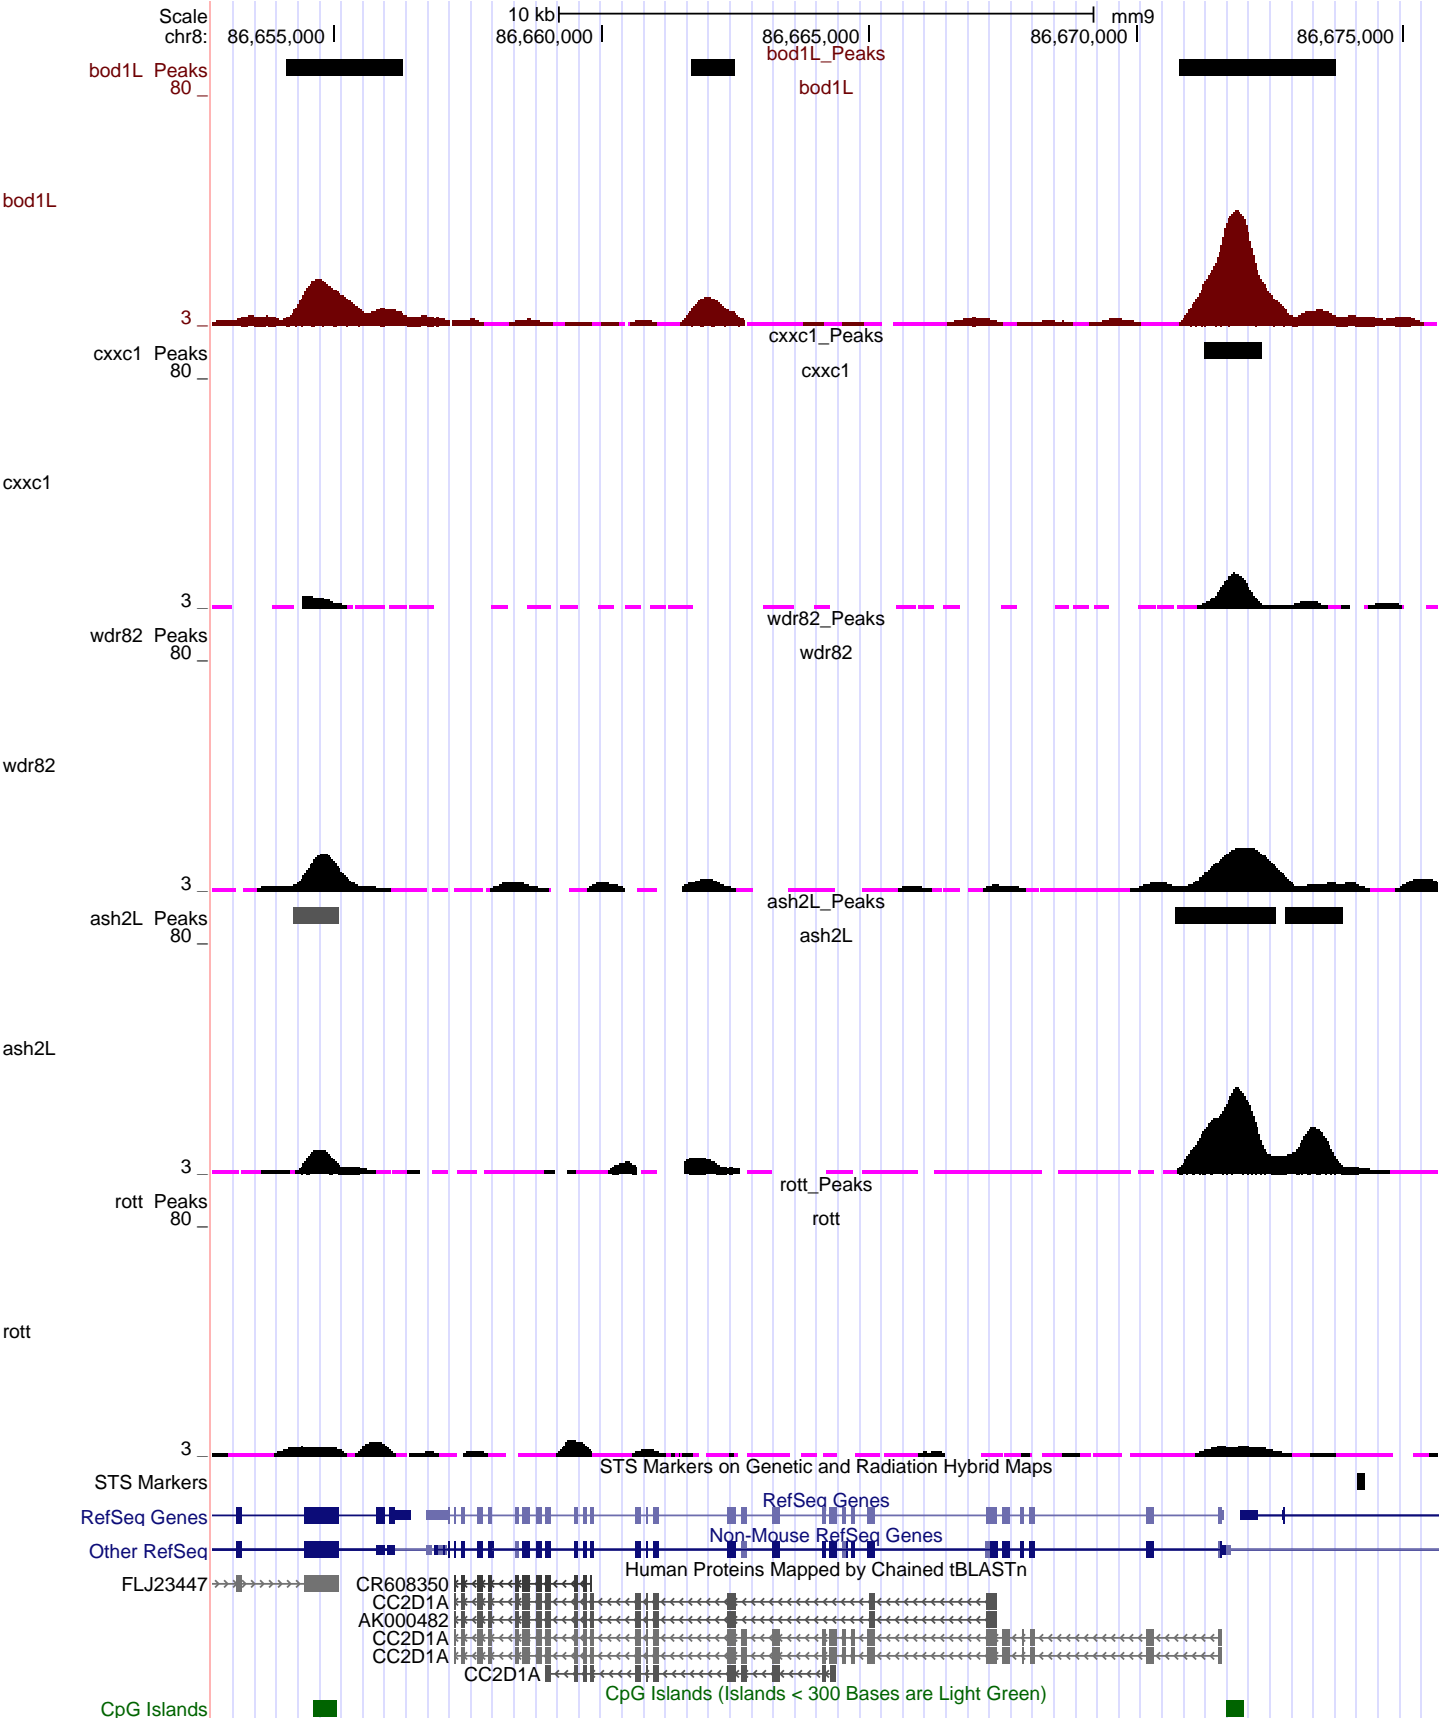 Scale 10 kb mm9
chr8: 86,655,000 86,660,000 86,665,000 86,670,000 86,675,000
bod1L_Peaks
bod1L Peaks
80 _ bod1L
bod1L
3 _
cxxc1_Peaks
cxxc1 Peaks
80 _ cxxc1
cxxc1
3 _
wdr82_Peaks
wdr82 Peaks
80 _ wdr82
wdr82
3 _
ash2L_Peaks
ash2L Peaks
80 _ ash2L
ash2L
3 _
rott_Peaks
rott Peaks
80 _ rott
rott
3 _
STS Markers on Genetic and Radiation Hybrid Maps
STS Markers
RefSeq Genes
RefSeq Genes
Non-Mouse RefSeq Genes
Other RefSeq
Human Proteins Mapped by Chained tBLASTn
FLJ23447 CR608350
CC2D1A
AK000482
CC2D1A
CC2D1A
CC2D1A
CpG Islands (Islands < 300 Bases are Light Green)
CpG Islands